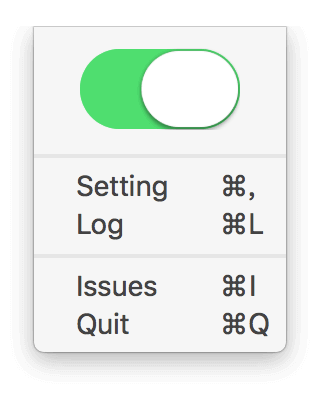 Setting ⌘,
Log ⌘L
Issues ⌘I
Quit ⌘Q